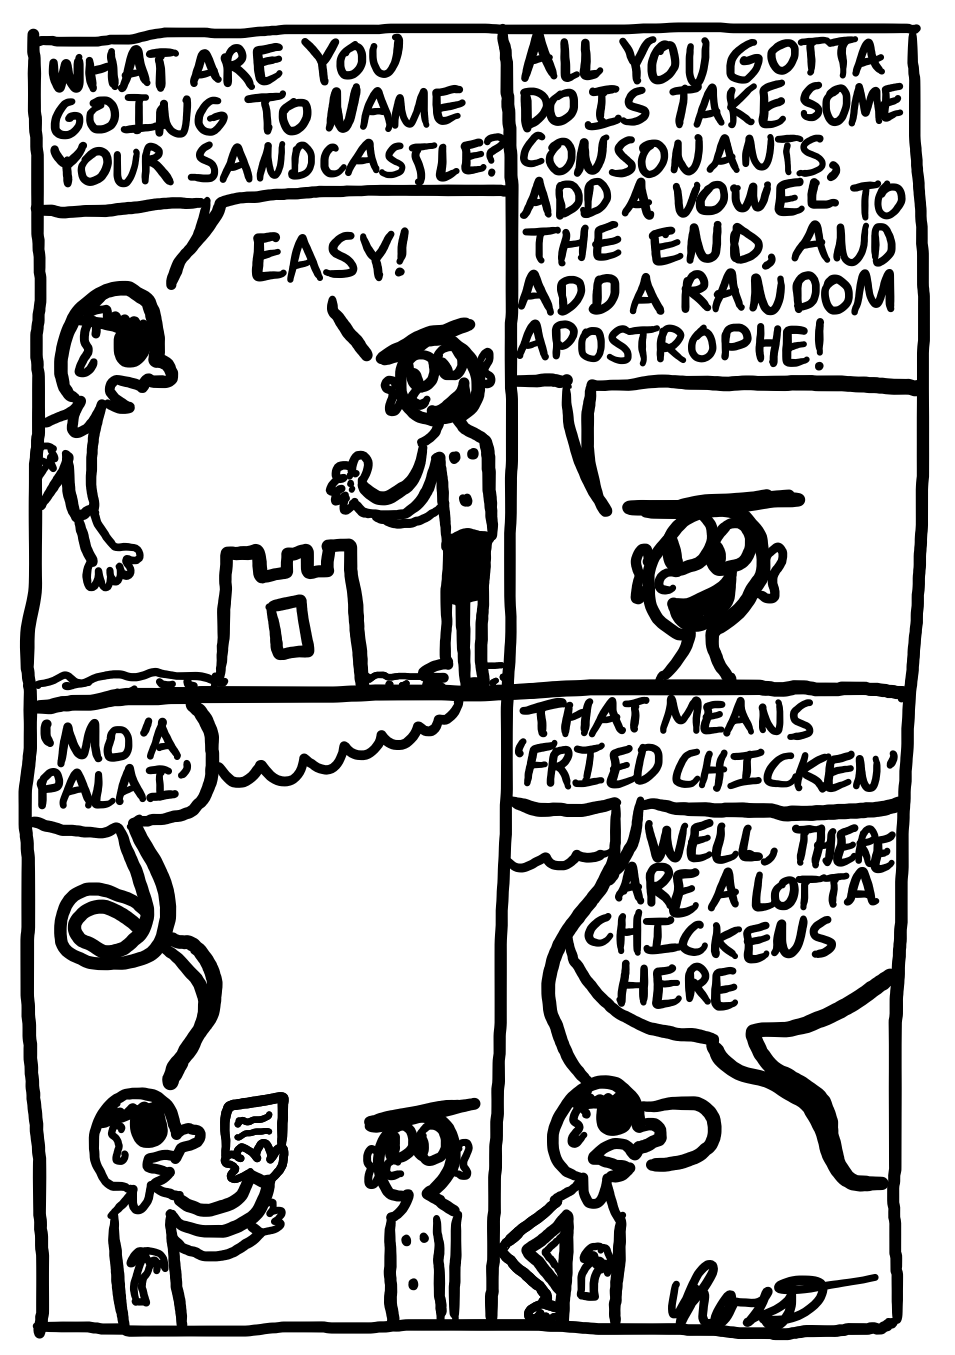 WHAT ARE YOU
GOING TO NAME
YOUR SANDCASTLE?
EASY!
ALL YOU GOTTA
DO IS TAKE SOME
CONSONANTS,
ADD A VOWEL TO
THE END, AND
ADD A RANDOM
APOSTROPHE!
'MO'A
PALAI'
THAT MEANS
'FRIED CHICKEN'
WELL, THERE
ARE A LOTTA
CHICKENS
HERE